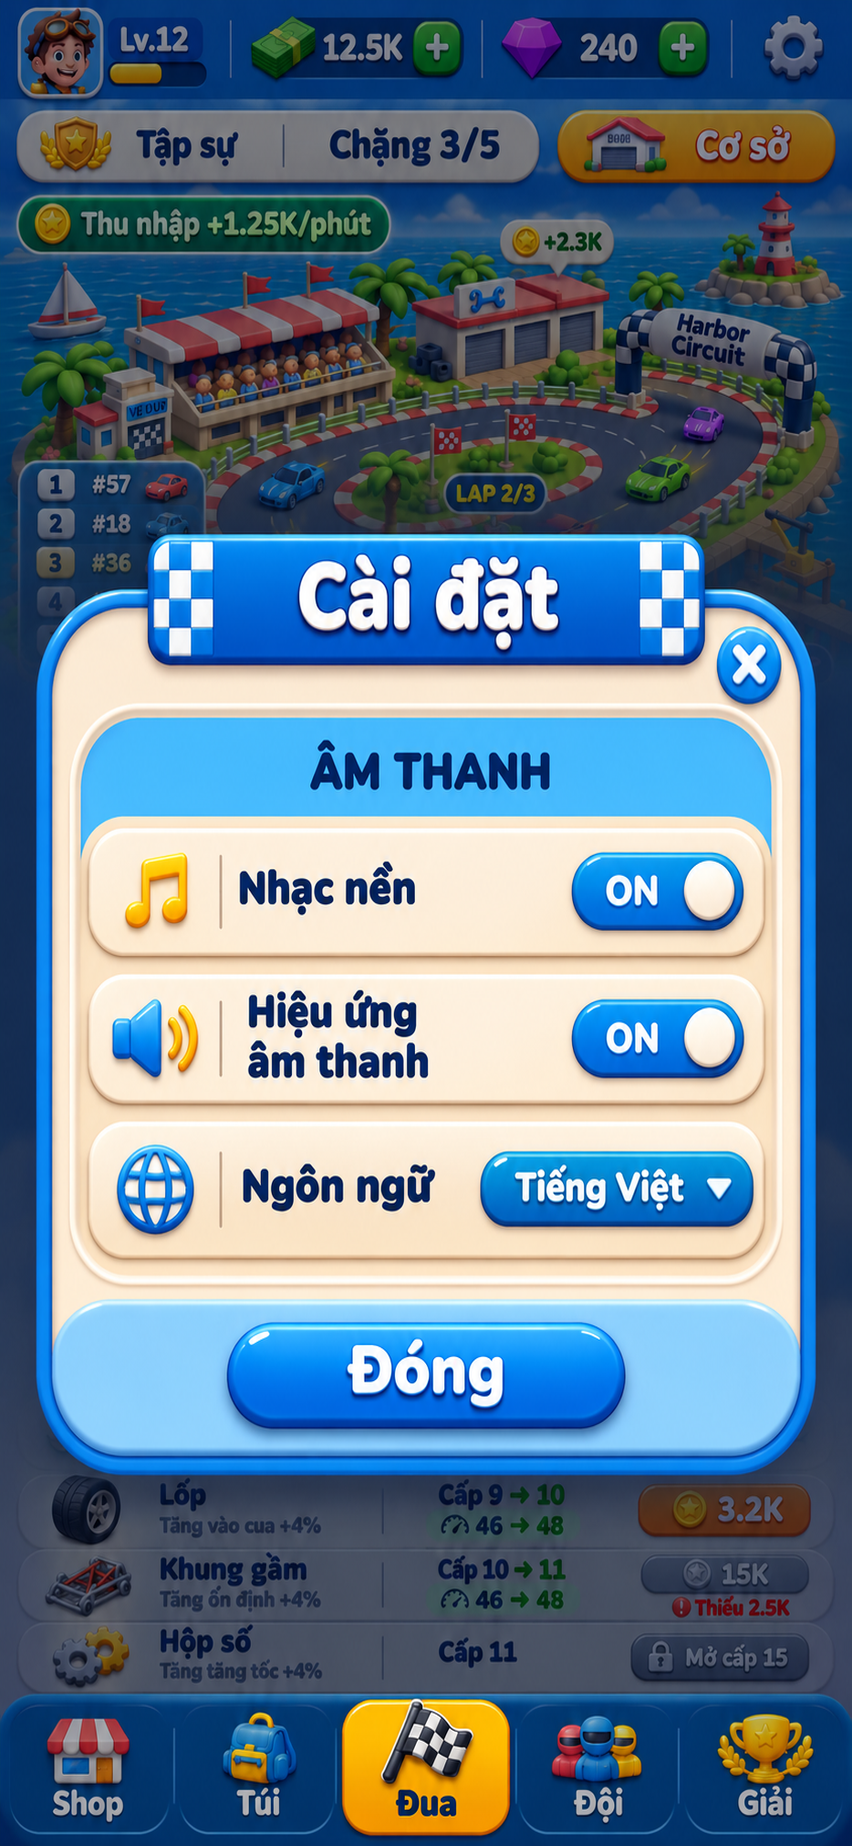 Lv.12
12.5K
240
Tập sự
Chặng 3/5
Cơ sở
Thu nhập +1.25K/phút
+2.3K
Harbor
Circuit
1 #57
2 #18
3 #36
4
LAP 2/3
Cài đặt
ÂM THANH
Nhạc nền
ON
Hiệu ứng
âm thanh
ON
Ngôn ngữ
Tiếng Việt
Đóng
Lốp
Tăng vào cua +4%
Cấp 9 → 10
46 → 48
3.2K
Khung gầm
Tăng ổn định +4%
Cấp 10 → 11
46 → 48
15K
Thiếu 2.5K
Hộp số
Tăng tăng tốc +4%
Cấp 11
Mở cấp 15
Shop
Túi
Đua
Đội
Giải